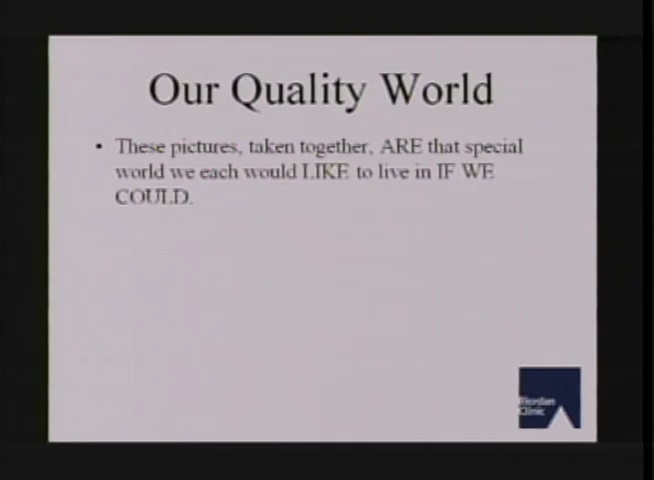 Our Quality World
• These pictures, taken together, ARE that special
world we each would LIKE to live in IF WE
COULD.
Riordan
Clinic